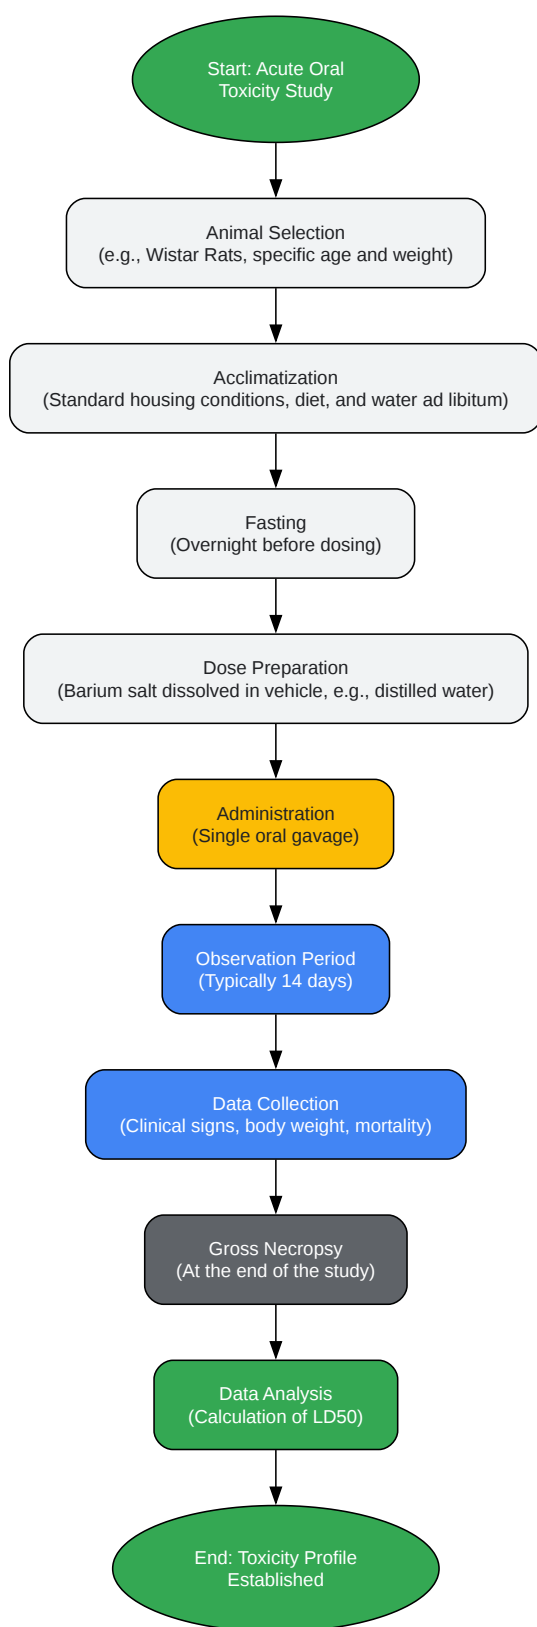 Start: Acute Oral
Toxicity Study
Animal Selection
(e.g., Wistar Rats, specific age and weight)
Acclimatization
(Standard housing conditions, diet, and water ad libitum)
Fasting
(Overnight before dosing)
Dose Preparation
(Barium salt dissolved in vehicle, e.g., distilled water)
Administration
(Single oral gavage)
Observation Period
(Typically 14 days)
Data Collection
(Clinical signs, body weight, mortality)
Gross Necropsy
(At the end of the study)
Data Analysis
(Calculation of LD50)
End: Toxicity Profile
Established